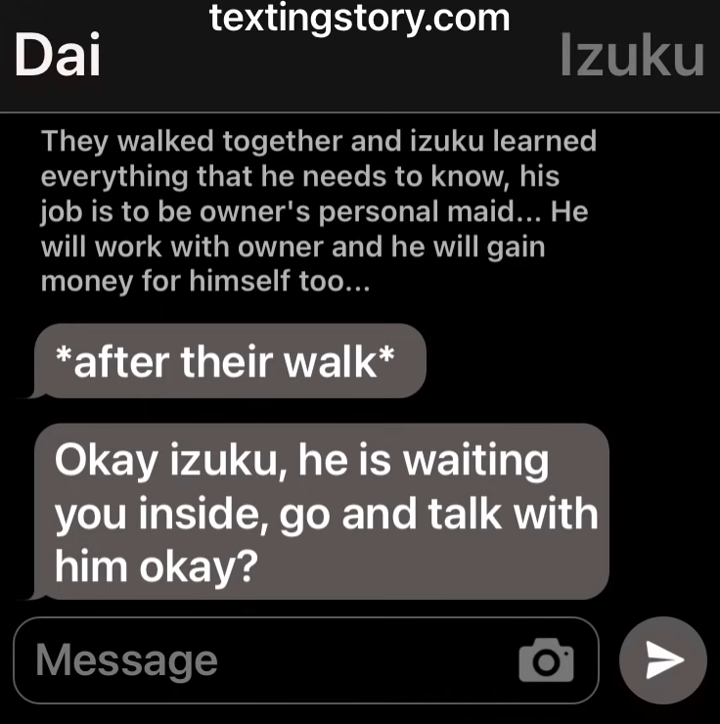 textingstory.com
Dai
Izuku
They walked together and izuku learned
everything that he needs to know, his
job is to be owner's personal maid... He
will work with owner and he will gain
money for himself too...
*after their walk*
Okay izuku, he is waiting
you inside, go and talk with
him okay?
Message